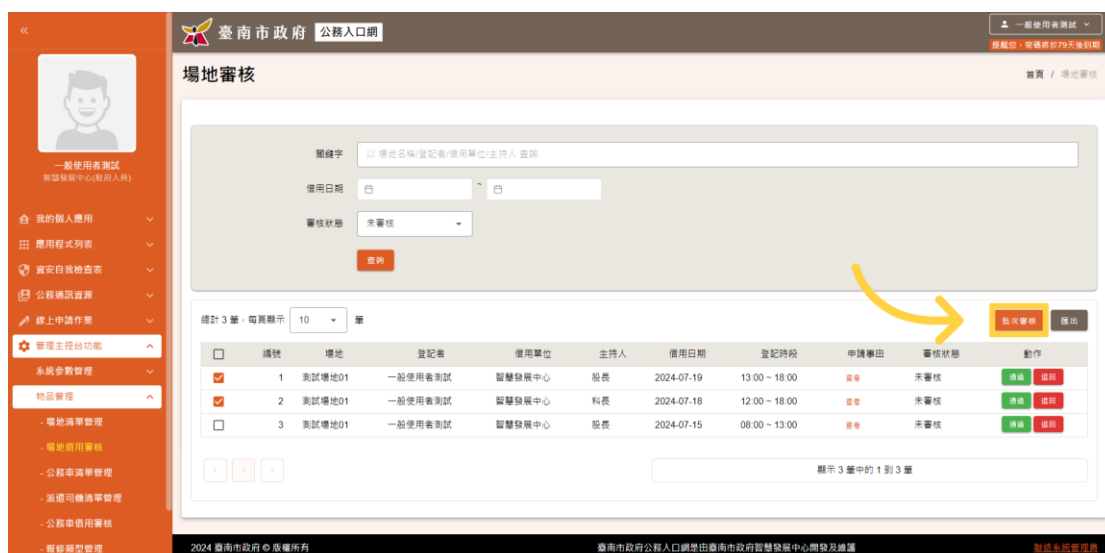 «
臺南市政府 公務入口網
一般使用者測試
提醒您,密碼將於79天後到期
場地審核
首頁 / 場地審核
一般使用者測試
智慧發展中心(駐府人員)
我的個人應用
應用程式列表
資安自我檢查表
公務通訊資源
線上申請作業
管理主控台功能
系統參數管理
物品管理
- 場地清單管理
- 場地借用審核
- 公務車清單管理
- 派遣司機清單管理
- 公務車借用審核
- 報修類型管理
關鍵字 以 場地名稱/登記者/借用單位/主持人 查詢
借用日期 ~
審核狀態 未審核
查詢
總計 3 筆,每頁顯示 10 筆
批次審核 匯出
編號 場地 登記者 借用單位 主持人 借用日期 登記時段 申請事由 審核狀態 動作
1 測試場地01 一般使用者測試 智慧發展中心 股長 2024-07-19 13:00 ~ 18:00 查看 未審核 通過 退回
2 測試場地01 一般使用者測試 智慧發展中心 科長 2024-07-18 12:00 ~ 18:00 查看 未審核 通過 退回
3 測試場地01 一般使用者測試 智慧發展中心 股長 2024-07-15 08:00 ~ 13:00 查看 未審核 通過 退回
‹ 1 ›
顯示 3 筆中的 1 到 3 筆
2024 臺南市政府 © 版權所有
臺南市政府公務入口網是由臺南市政府智慧發展中心開發及維護
聯絡系統管理員